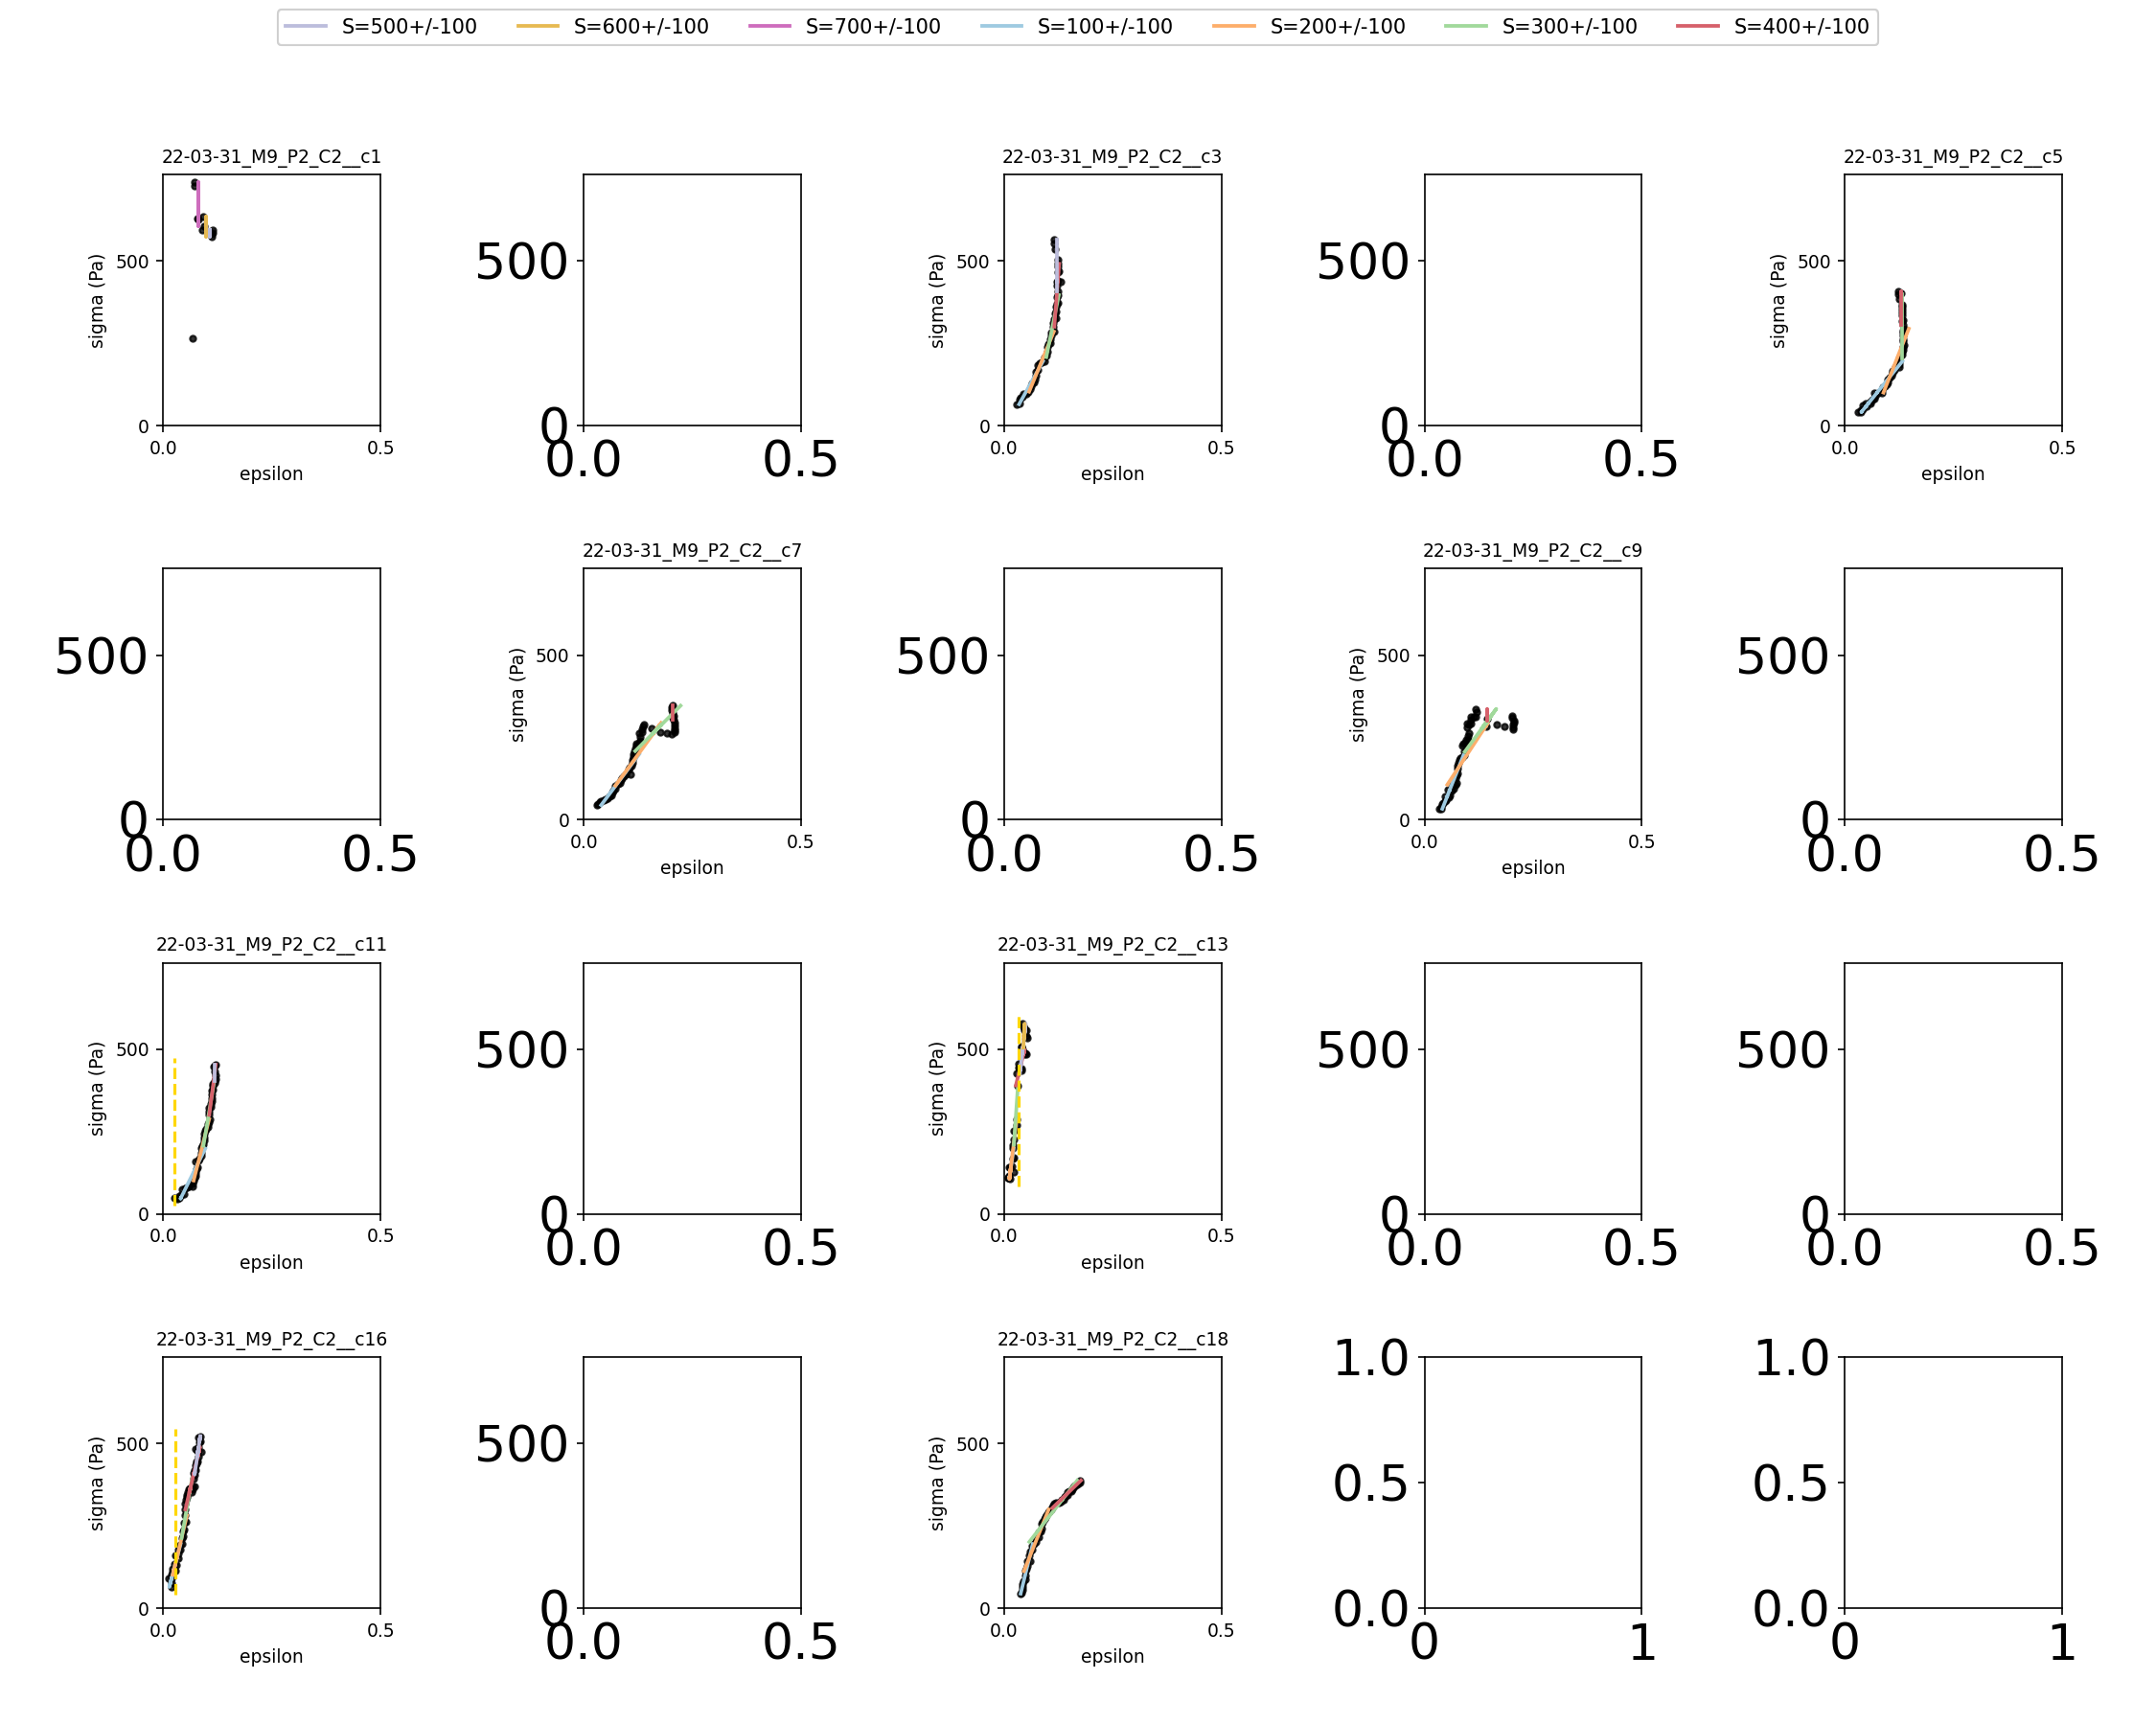 S=500+/-100 S=600+/-100 S=700+/-100 S=100+/-100 S=200+/-100 S=300+/-100 S=400+/-100
22-03-31_M9_P2_C2__c1 22-03-31_M9_P2_C2__c3 22-03-31_M9_P2_C2__c5
sigma (Pa) 500 500 sigma (Pa) 500 500 sigma (Pa) 500
0 0 0 0 0
0.0 0.5 0.0 0.5 0.0 0.5 0.0 0.5 0.0 0.5
epsilon epsilon epsilon
22-03-31_M9_P2_C2__c7 22-03-31_M9_P2_C2__c9
500 sigma (Pa) 500 500 sigma (Pa) 500 500
0 0 0 0 0
0.0 0.5 0.0 0.5 0.0 0.5 0.0 0.5 0.0 0.5
epsilon epsilon
22-03-31_M9_P2_C2__c11 22-03-31_M9_P2_C2__c13
sigma (Pa) 500 500 sigma (Pa) 500 500 500
0 0 0 0 0
0.0 0.5 0.0 0.5 0.0 0.5 0.0 0.5 0.0 0.5
epsilon epsilon
22-03-31_M9_P2_C2__c16 22-03-31_M9_P2_C2__c18
1.0 1.0
sigma (Pa) 500 500 sigma (Pa) 500 0.5 0.5
0 0 0 0.0 0.0
0.0 0.5 0.0 0.5 0.0 0.5 0 1 0 1
epsilon epsilon